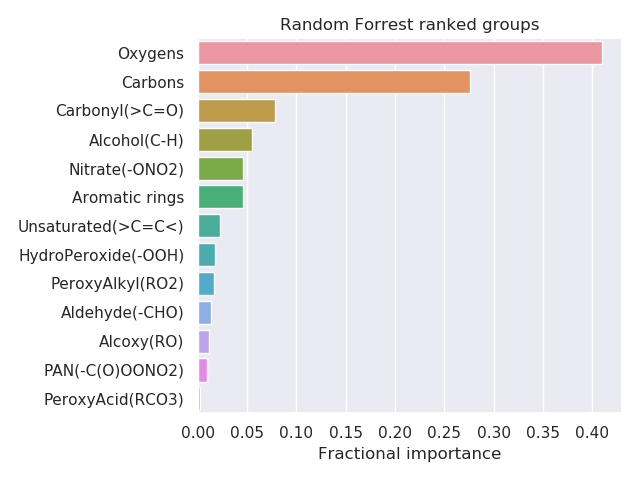 Random Forrest ranked groups
Oxygens
Carbons
Carbonyl(>C=O)
Alcohol(C-H)
Nitrate(-ONO2)
Aromatic rings
Unsaturated(>C=C<)
HydroPeroxide(-OOH)
PeroxyAlkyl(RO2)
Aldehyde(-CHO)
Alcoxy(RO)
PAN(-C(O)OONO2)
PeroxyAcid(RCO3)
0.00 0.05 0.10 0.15 0.20 0.25 0.30 0.35 0.40
Fractional importance